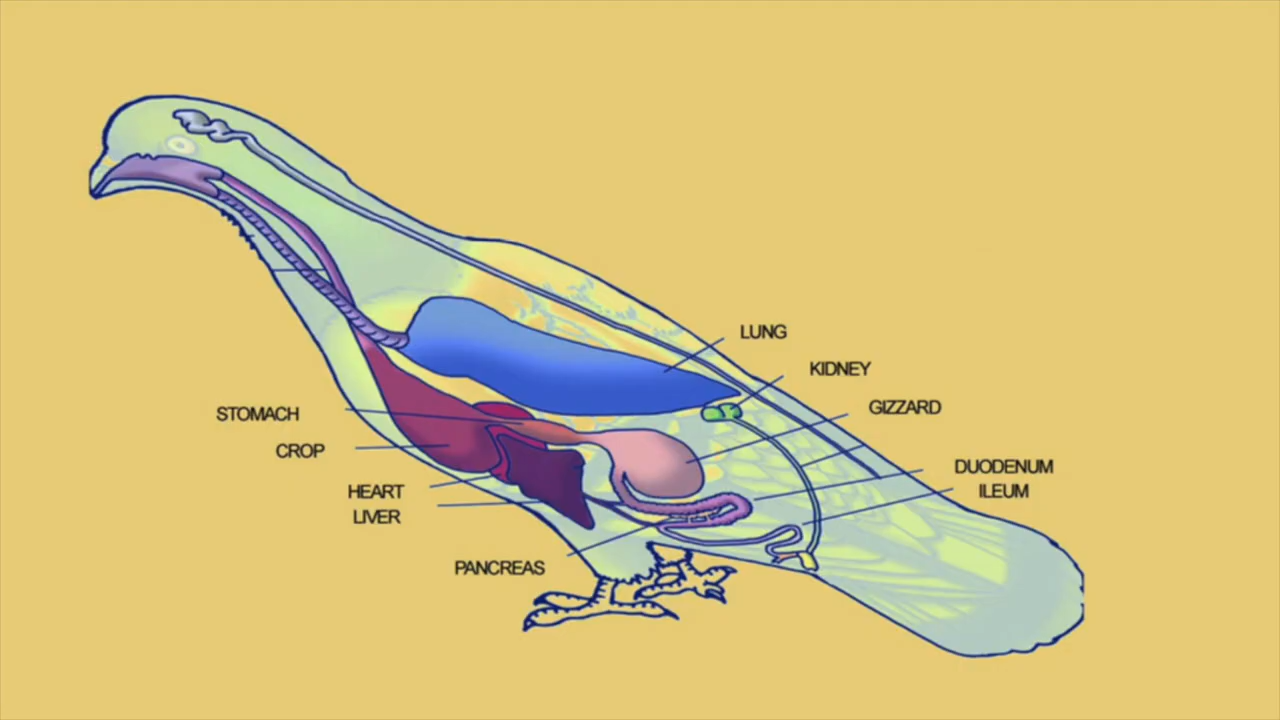 LUNG
KIDNEY
GIZZARD
STOMACH
CROP
DUODENUM
ILEUM
HEART
LIVER
PANCREAS